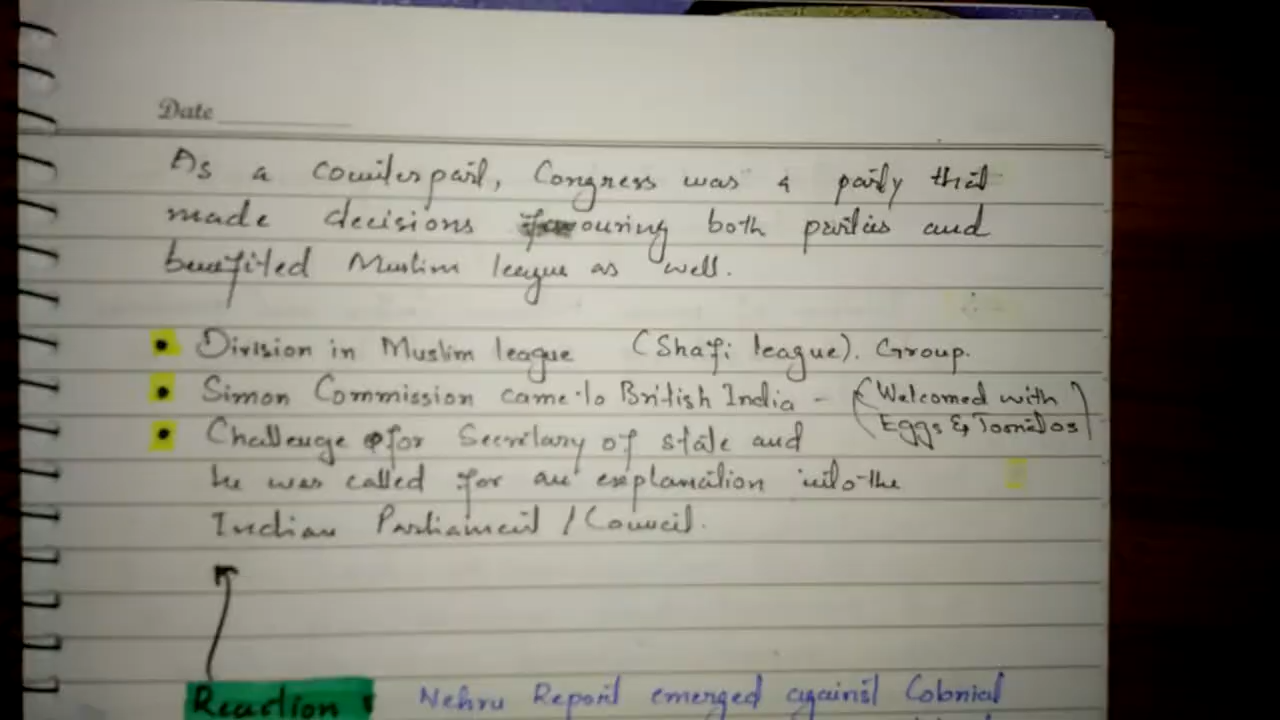 Date
As a counterpart, Congress was a party that
made decisions favouring both parties and
benefited Muslim league as well.
• Division in Muslim league (Shafi league). Group.
• Simon Commission came to British India - (Welcomed with
Eggs & Tomatos)
• Challenge for Secretary of state and
he was called for an explanation into the
Indian Parliament / Council.
Reaction: Nehru Report emerged against Colonial